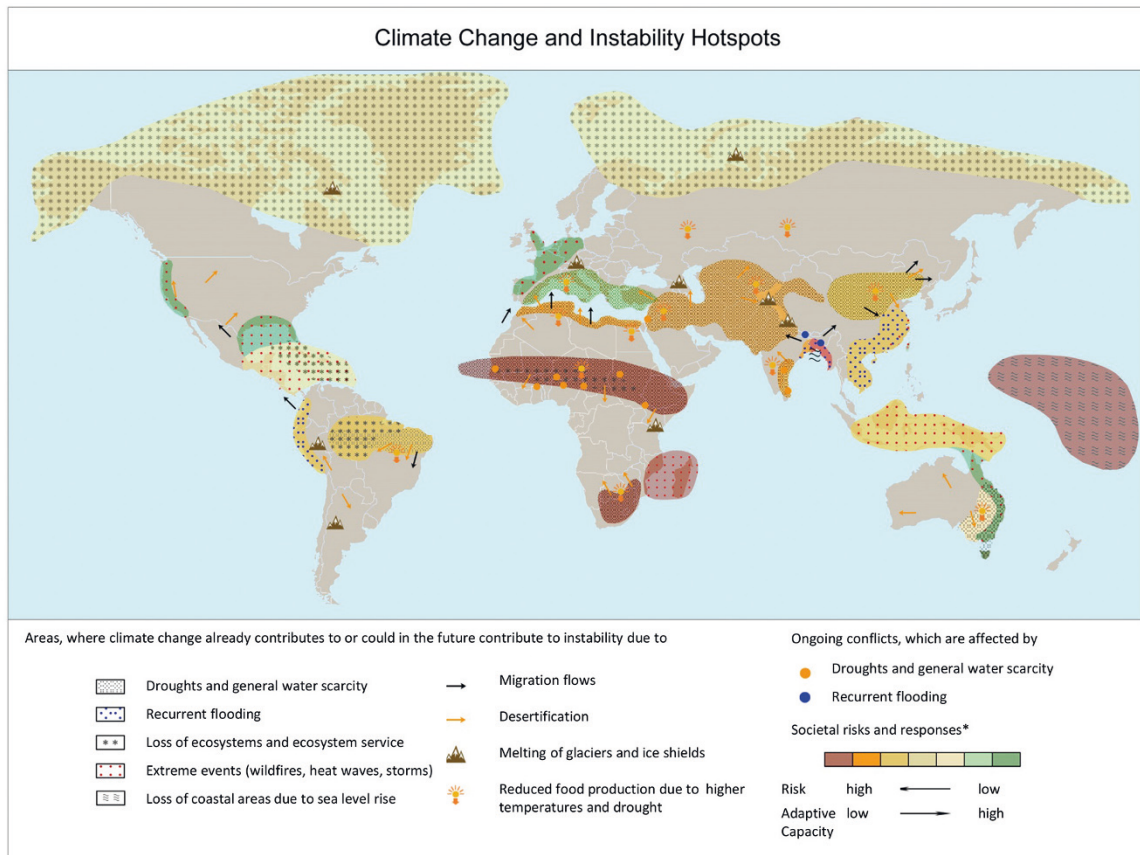 Climate Change and Instability Hotspots
Areas, where climate change already contributes to or could in the future contribute to instability due to
Droughts and general water scarcity
Recurrent flooding
Loss of ecosystems and ecosystem service
Extreme events (wildfires, heat waves, storms)
Loss of coastal areas due to sea level rise
Migration flows
Desertification
Melting of glaciers and ice shields
Reduced food production due to higher
temperatures and drought
Ongoing conflicts, which are affected by
Droughts and general water scarcity
Recurrent flooding
Societal risks and responses*
Risk high low
Adaptive low high
Capacity